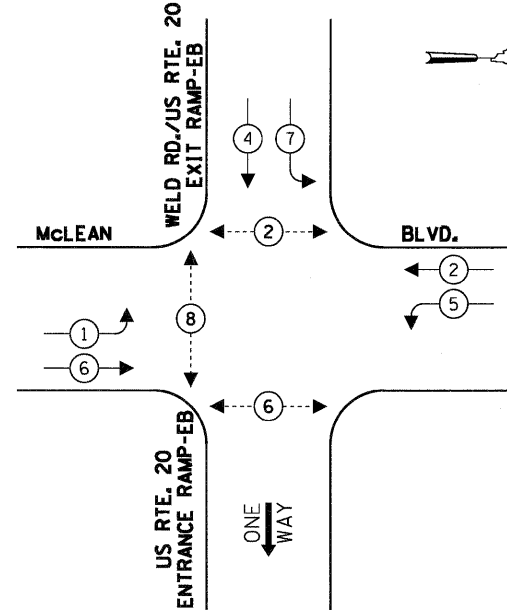 WELD RD./US RTE. 20
EXIT RAMP-EB
4
7
McLEAN
2
BLVD.
2
5
8
1
6
6
US RTE. 20
ENTRANCE RAMP-EB
ONE
WAY